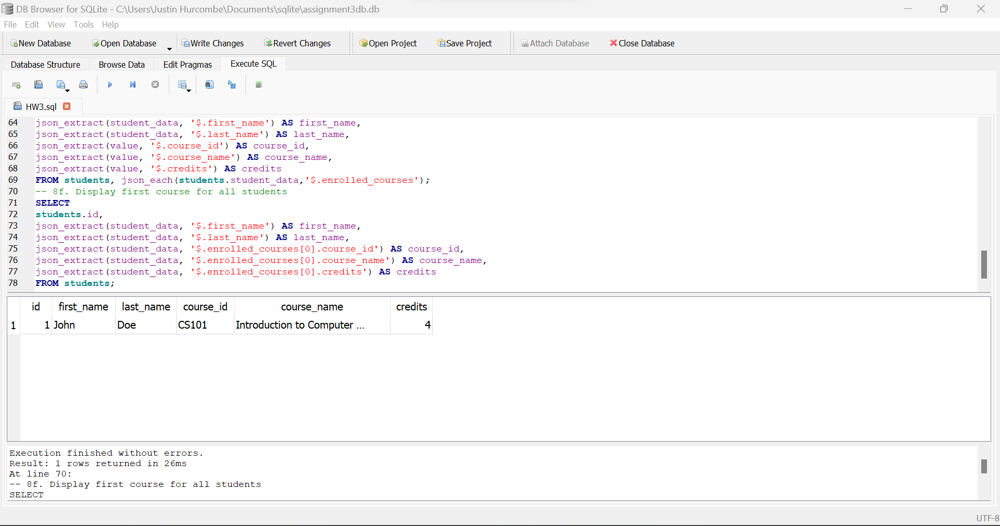 DB Browser for SQLite - C:\Users\Justin Hurcombe\Documents\sqlite\assignment3db.db
File Edit View Tools Help
New Database Open Database Write Changes Revert Changes Open Project Save Project Attach Database Close Database
Database Structure Browse Data Edit Pragmas Execute SQL
HW3.sql
64 json_extract(student_data, '$.first_name') AS first_name,
65 json_extract(student_data, '$.last_name') AS last_name,
66 json_extract(value, '$.course_id') AS course_id,
67 json_extract(value, '$.course_name') AS course_name,
68 json_extract(value, '$.credits') AS credits
69 FROM students, json_each(students.student_data,'$.enrolled_courses');
70 -- 8f. Display first course for all students
71 SELECT
72 students.id,
73 json_extract(student_data, '$.first_name') AS first_name,
74 json_extract(student_data, '$.last_name') AS last_name,
75 json_extract(student_data, '$.enrolled_courses[0].course_id') AS course_id,
76 json_extract(student_data, '$.enrolled_courses[0].course_name') AS course_name,
77 json_extract(student_data, '$.enrolled_courses[0].credits') AS credits
78 FROM students;
id first_name last_name course_id course_name credits
1 1 John Doe CS101 Introduction to Computer ... 4
Execution finished without errors.
Result: 1 rows returned in 26ms
At line 70:
-- 8f. Display first course for all students
SELECT
UTF-8